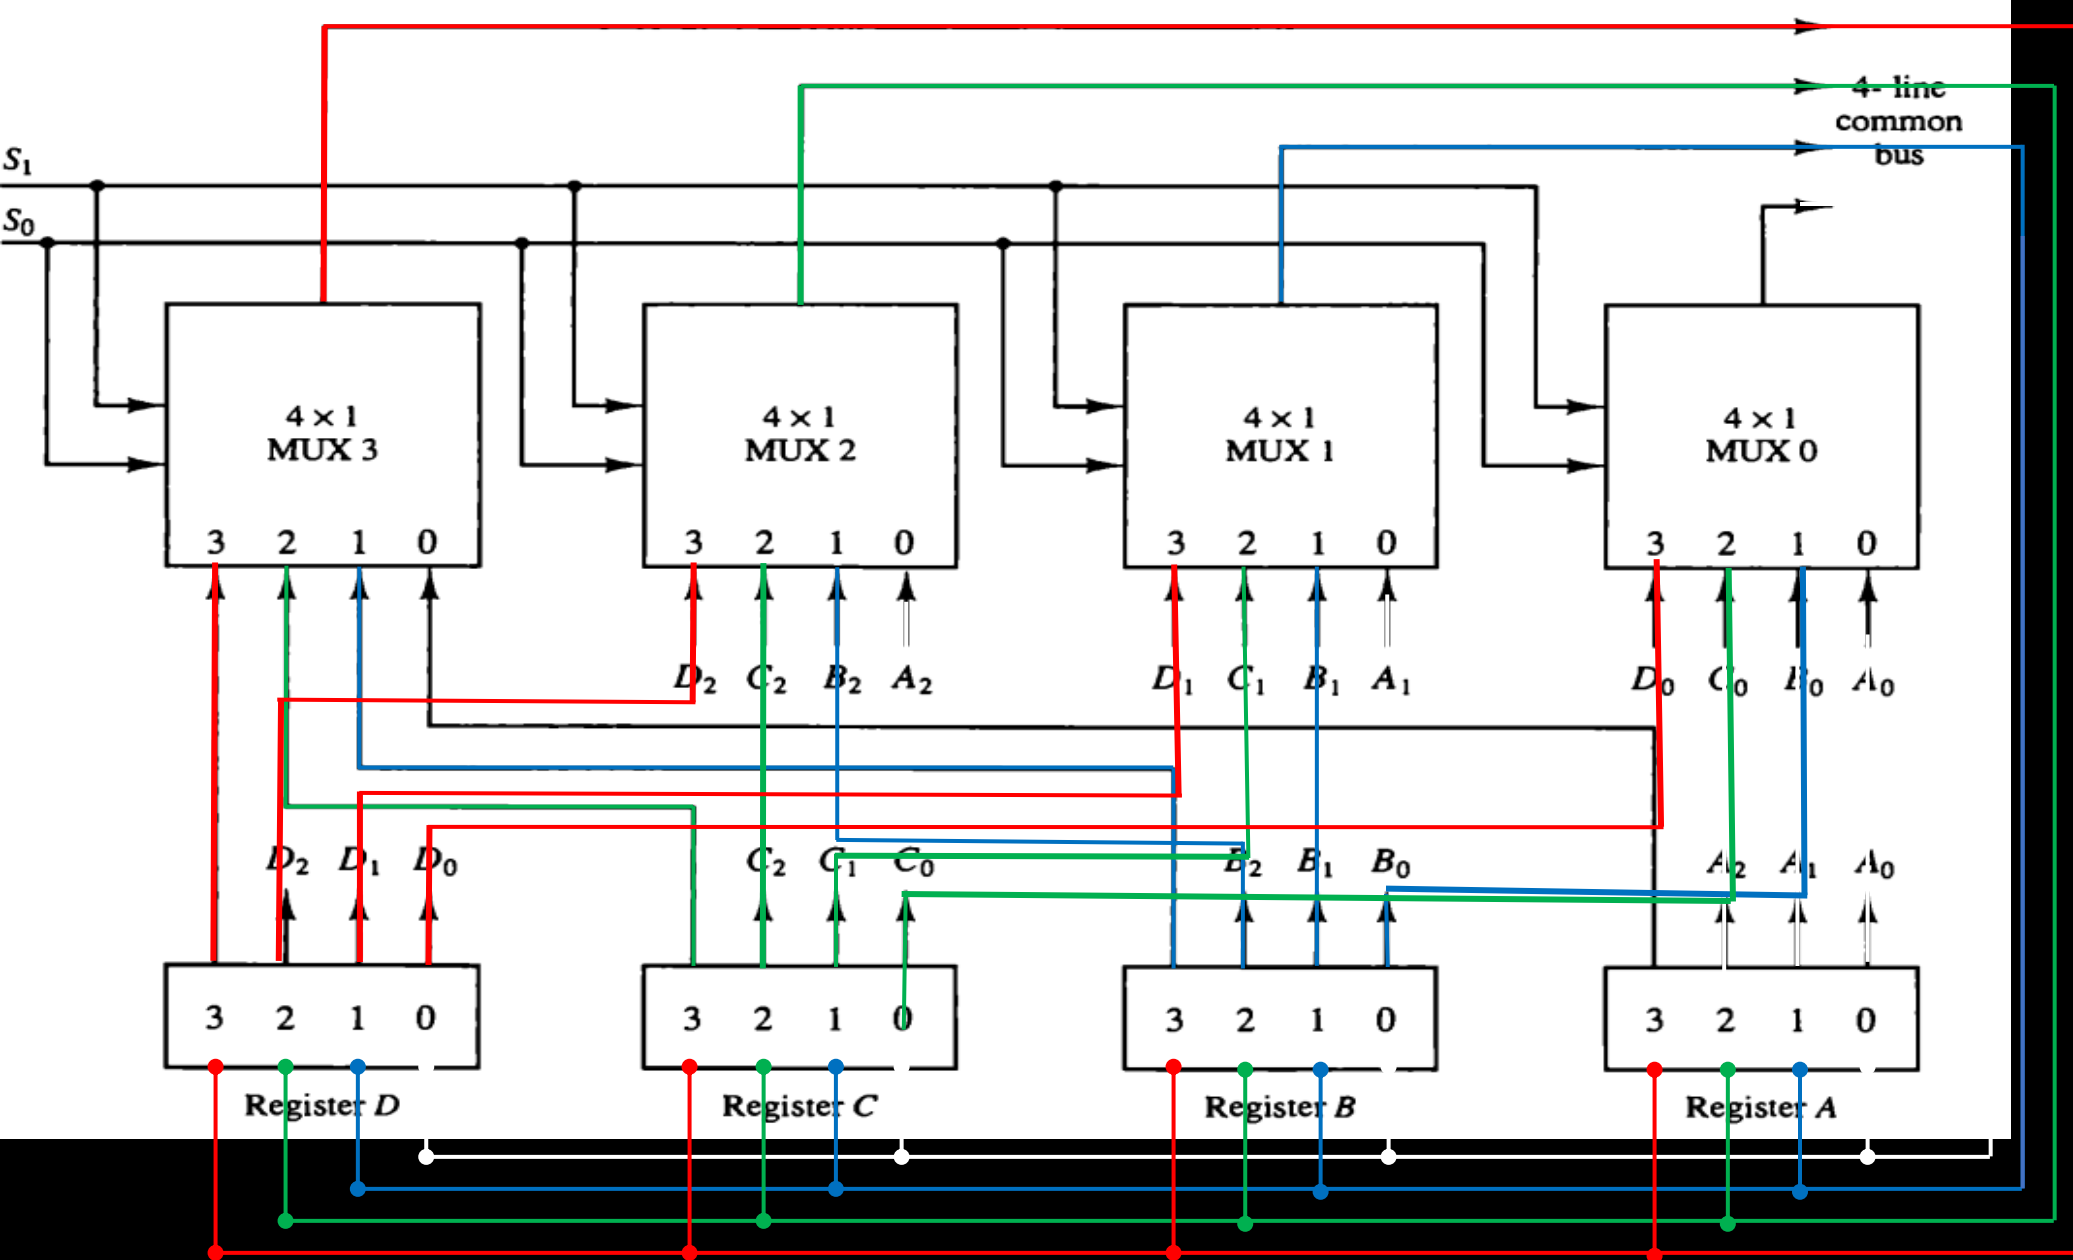 4- line
common
bus
S1
S0
4 × 1
MUX 3
4 × 1
MUX 2
4 × 1
MUX 1
4 × 1
MUX 0
3 2 1 0
3 2 1 0
3 2 1 0
3 2 1 0
D2 C2 B2 A2
D1 C1 B1 A1
D0 C0 B0 A0
D2 D1 D0
C2 C1 C0
B2 B1 B0
A2 A1 A0
3 2 1 0
3 2 1 0
3 2 1 0
3 2 1 0
Register D
Register C
Register B
Register A